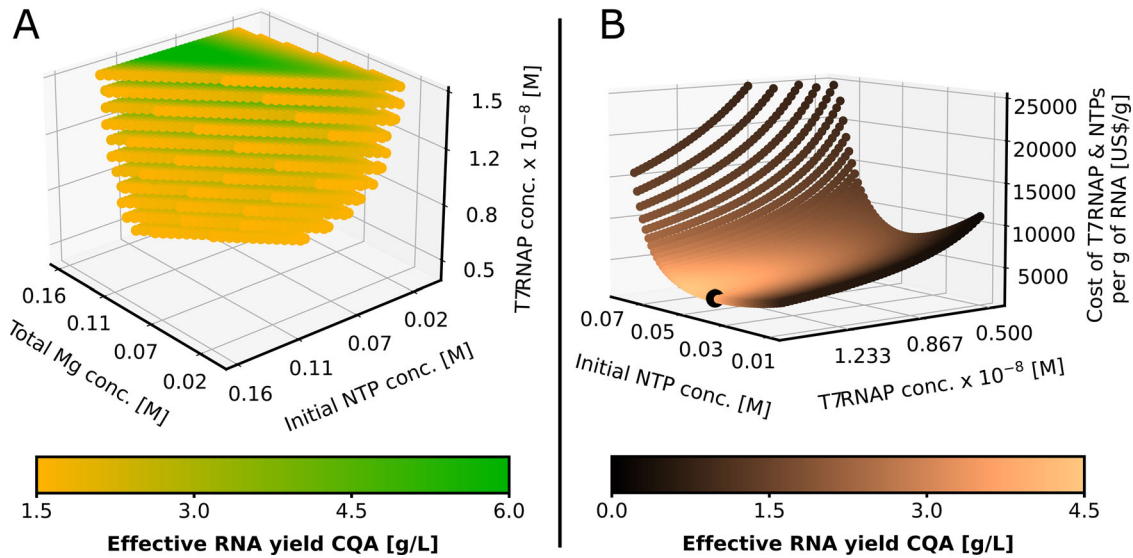 A
1.5
1.2
0.8
0.5
T7RNAP conc. x 10⁻⁸ [M]
0.16
0.11
0.07
0.02
Total Mg conc. [M]
0.16
0.11
0.07
0.02
Initial NTP conc. [M]
1.5
3.0
4.5
6.0
Effective RNA yield CQA [g/L]
B
25000
20000
15000
10000
5000
Cost of T7RNAP & NTPs
per g of RNA [US$/g]
0.07
0.05
0.03
0.01
Initial NTP conc. [M]
1.233
0.867
0.500
T7RNAP conc. x 10⁻⁸ [M]
0.0
1.5
3.0
4.5
Effective RNA yield CQA [g/L]